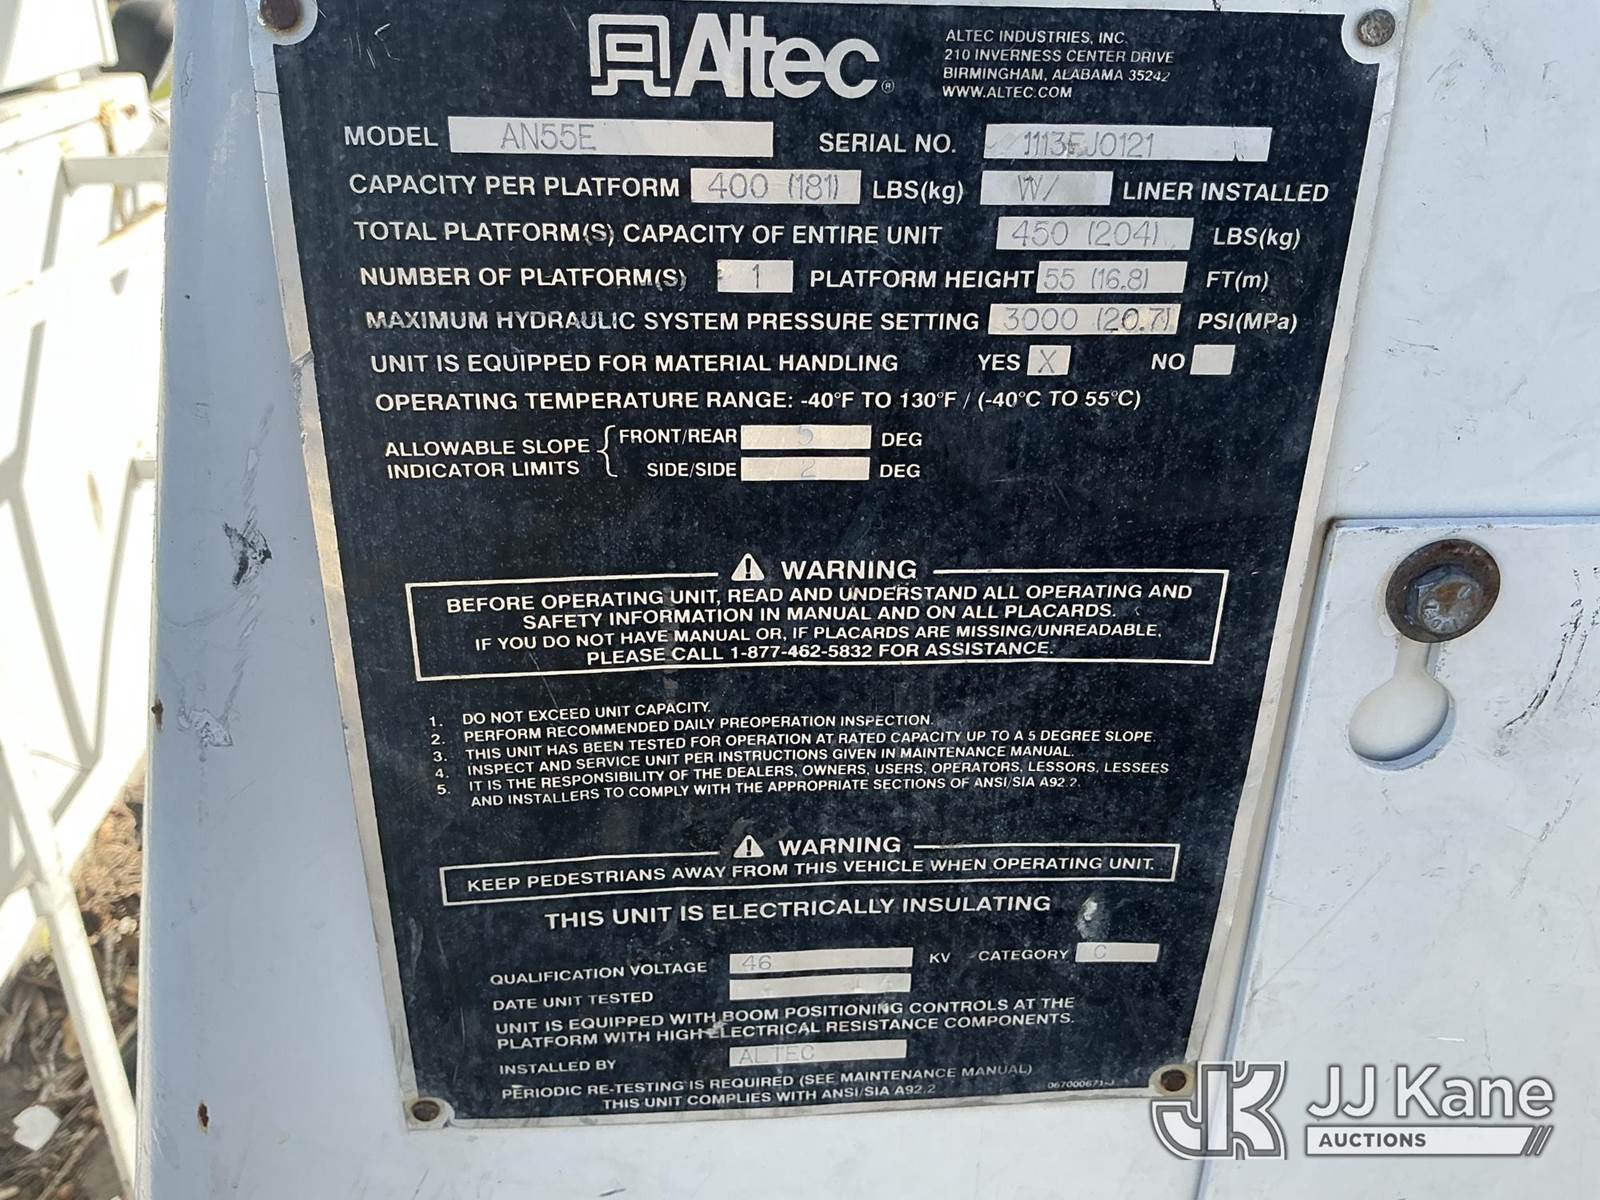 Altec®
ALTEC INDUSTRIES, INC.
210 INVERNESS CENTER DRIVE
BIRMINGHAM, ALABAMA 35242
WWW.ALTEC.COM
MODEL AN55E SERIAL NO. 1113FJ0121
CAPACITY PER PLATFORM 400 (181) LBS(kg) W/ LINER INSTALLED
TOTAL PLATFORM(S) CAPACITY OF ENTIRE UNIT 450 (204) LBS(kg)
NUMBER OF PLATFORM(S) 1 PLATFORM HEIGHT 55 (16.8) FT(m)
MAXIMUM HYDRAULIC SYSTEM PRESSURE SETTING 3000 (20.7) PSI(MPa)
UNIT IS EQUIPPED FOR MATERIAL HANDLING YES X NO
OPERATING TEMPERATURE RANGE: -40°F TO 130°F / (-40°C TO 55°C)
ALLOWABLE SLOPE INDICATOR LIMITS
FRONT/REAR 5 DEG
SIDE/SIDE 2 DEG
WARNING
BEFORE OPERATING UNIT, READ AND UNDERSTAND ALL OPERATING AND
SAFETY INFORMATION IN MANUAL AND ON ALL PLACARDS.
IF YOU DO NOT HAVE MANUAL OR, IF PLACARDS ARE MISSING/UNREADABLE,
PLEASE CALL 1-877-462-5832 FOR ASSISTANCE.
1. DO NOT EXCEED UNIT CAPACITY.
2. PERFORM RECOMMENDED DAILY PREOPERATION INSPECTION.
3. THIS UNIT HAS BEEN TESTED FOR OPERATION AT RATED CAPACITY UP TO A 5 DEGREE SLOPE.
4. INSPECT AND SERVICE UNIT PER INSTRUCTIONS GIVEN IN MAINTENANCE MANUAL.
5. IT IS THE RESPONSIBILITY OF THE DEALERS, OWNERS, USERS, OPERATORS, LESSORS, LESSEES
AND INSTALLERS TO COMPLY WITH THE APPROPRIATE SECTIONS OF ANSI/SIA A92.2.
WARNING
KEEP PEDESTRIANS AWAY FROM THIS VEHICLE WHEN OPERATING UNIT.
THIS UNIT IS ELECTRICALLY INSULATING
QUALIFICATION VOLTAGE 46 KV CATEGORY C
DATE UNIT TESTED
UNIT IS EQUIPPED WITH BOOM POSITIONING CONTROLS AT THE
PLATFORM WITH HIGH ELECTRICAL RESISTANCE COMPONENTS.
INSTALLED BY ALTEC
PERIODIC RE-TESTING IS REQUIRED (SEE MAINTENANCE MANUAL)
THIS UNIT COMPLIES WITH ANSI/SIA A92.2
JK JJ Kane
AUCTIONS